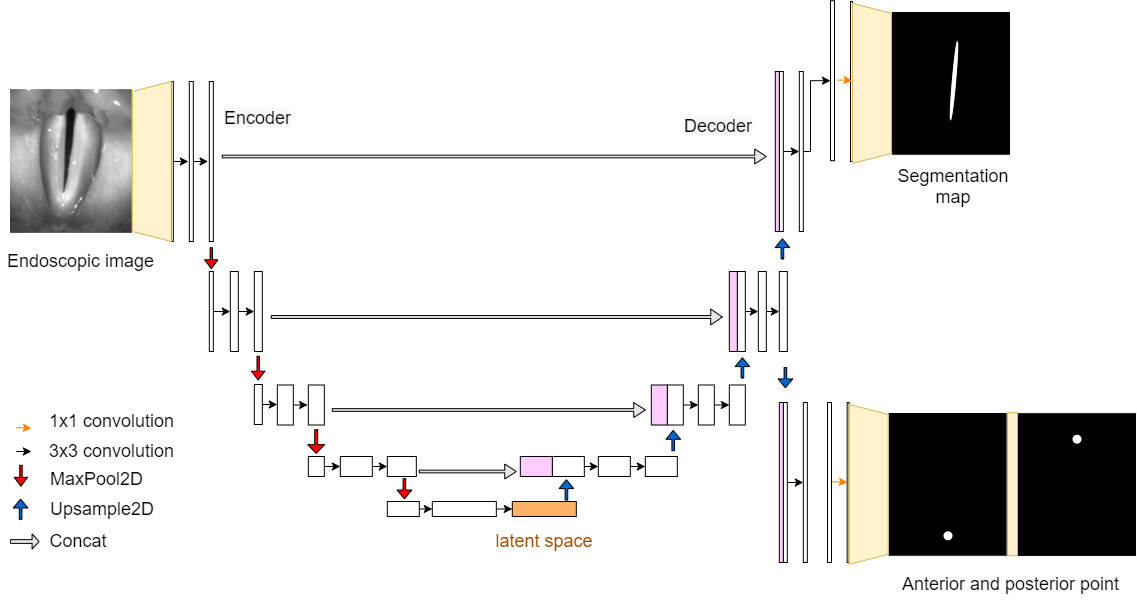 Encoder
Decoder
Endoscopic image
Segmentation
map
1x1 convolution
3x3 convolution
MaxPool2D
Upsample2D
Concat
latent space
Anterior and posterior point